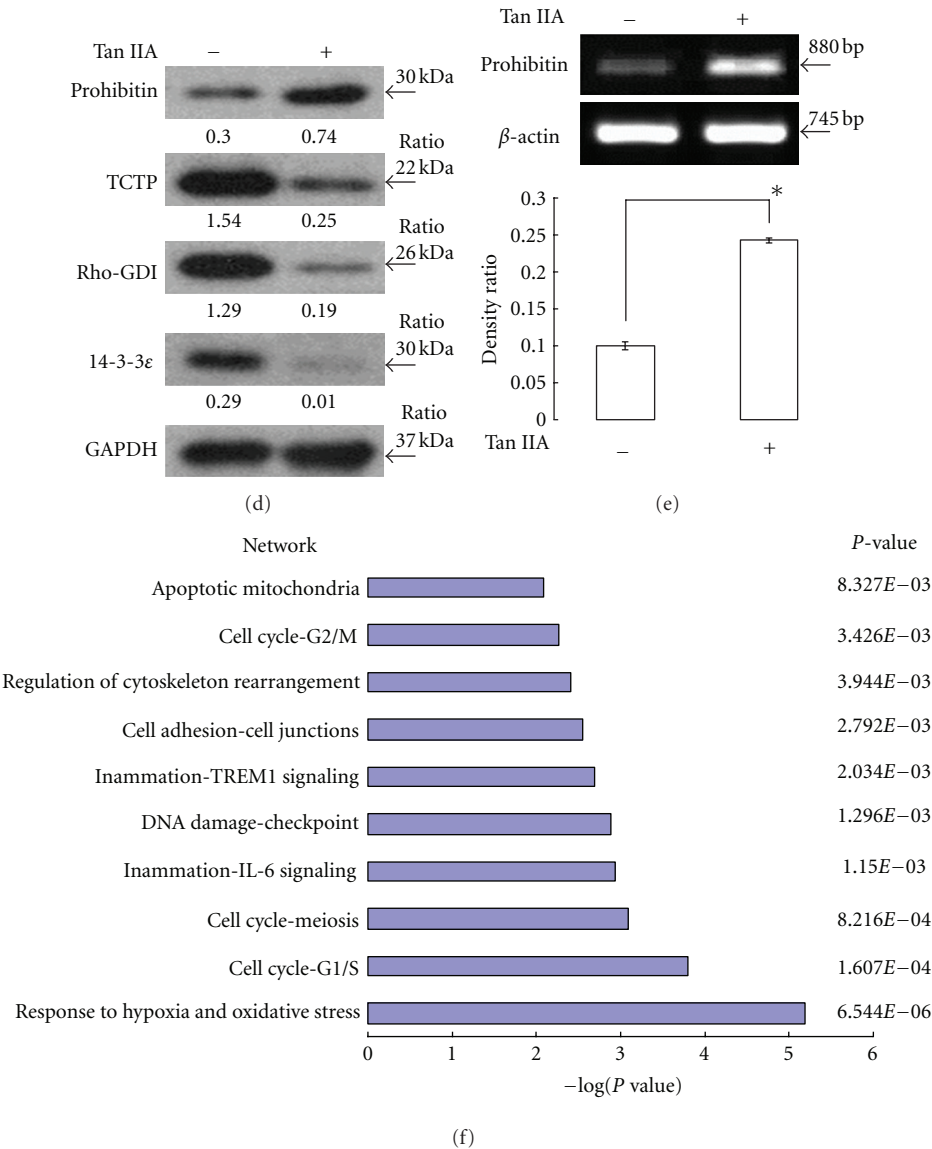 Tan IIA − +
Prohibitin 30 kDa
0.3 0.74 Ratio
TCTP 22 kDa
1.54 0.25 Ratio
Rho-GDI 26 kDa
1.29 0.19 Ratio
14-3-3ε 30 kDa
0.29 0.01 Ratio
GAPDH 37 kDa
(d)
Tan IIA − +
Prohibitin 880 bp
β-actin 745 bp
*
0.3
0.25
0.2
0.15
0.1
0.05
0
Density ratio
Tan IIA − +
(e)
Network P-value
Apoptotic mitochondria 8.327E−03
Cell cycle-G2/M 3.426E−03
Regulation of cytoskeleton rearrangement 3.944E−03
Cell adhesion-cell junctions 2.792E−03
Inammation-TREM1 signaling 2.034E−03
DNA damage-checkpoint 1.296E−03
Inammation-IL-6 signaling 1.15E−03
Cell cycle-meiosis 8.216E−04
Cell cycle-G1/S 1.607E−04
Response to hypoxia and oxidative stress 6.544E−06
0 1 2 3 4 5 6
−log(P value)
(f)